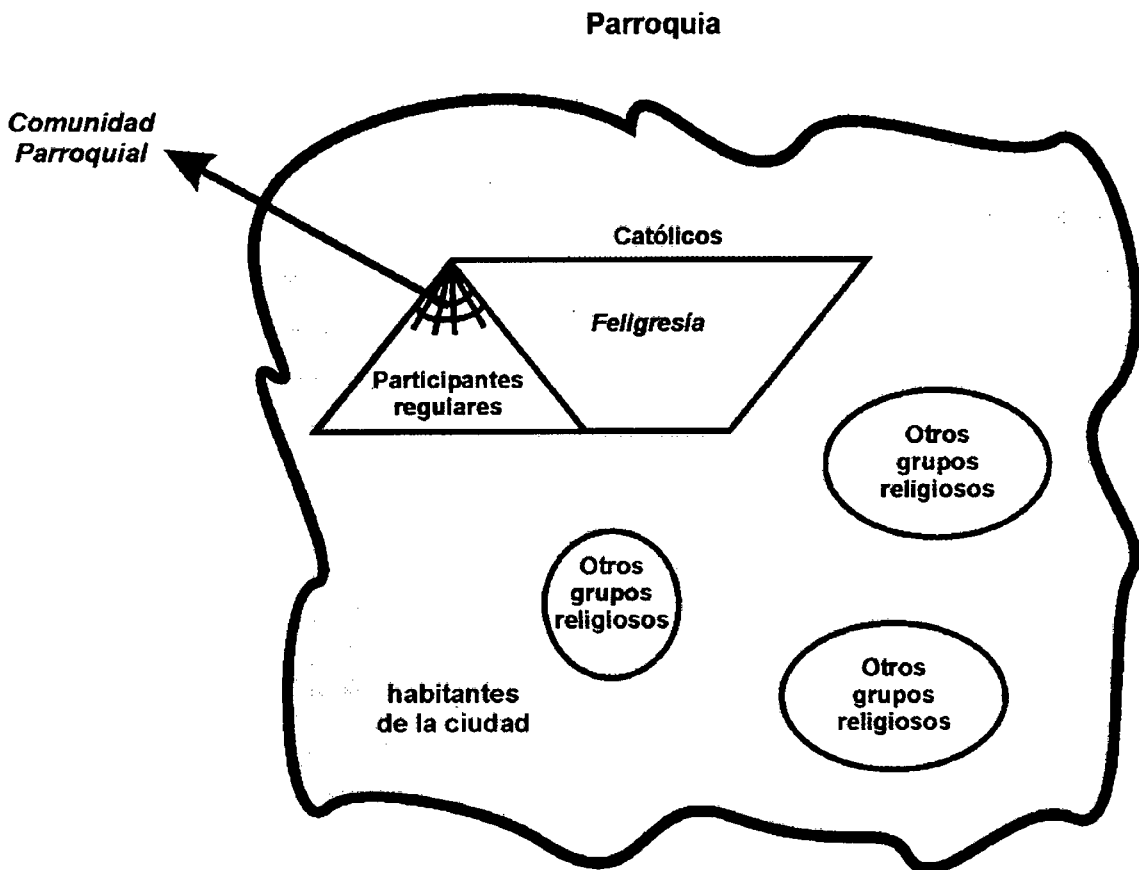 Parroquia
Comunidad
Parroquial
Católicos
Feligresía
Participantes
regulares
Otros
grupos
religiosos
Otros
grupos
religiosos
Otros
grupos
religiosos
habitantes
de la ciudad